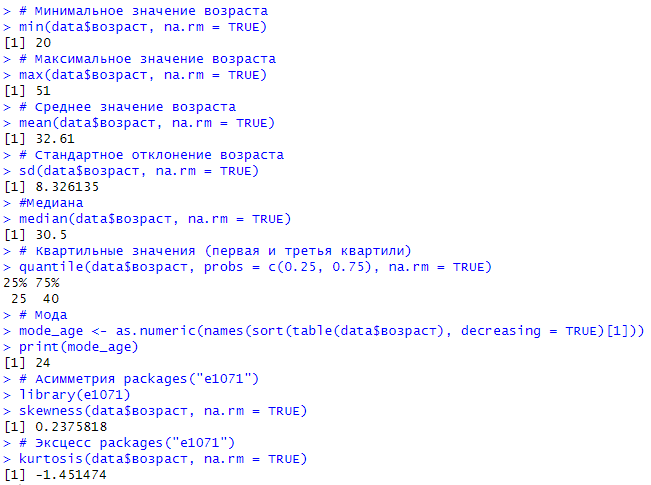 > # Минимальное значение возраста
> min(data$возраст, na.rm = TRUE)
[1] 20
> # Максимальное значение возраста
> max(data$возраст, na.rm = TRUE)
[1] 51
> # Среднее значение возраста
> mean(data$возраст, na.rm = TRUE)
[1] 32.61
> # Стандартное отклонение возраста
> sd(data$возраст, na.rm = TRUE)
[1] 8.326135
> #Медиана
> median(data$возраст, na.rm = TRUE)
[1] 30.5
> # Квартильные значения (первая и третья квартили)
> quantile(data$возраст, probs = c(0.25, 0.75), na.rm = TRUE)
25% 75%
 25  40
> # Мода
> mode_age <- as.numeric(names(sort(table(data$возраст), decreasing = TRUE)[1]))
> print(mode_age)
[1] 24
> # Асимметрия packages("e1071")
> library(e1071)
> skewness(data$возраст, na.rm = TRUE)
[1] 0.2375818
> # Эксцесс packages("e1071")
> kurtosis(data$возраст, na.rm = TRUE)
[1] -1.451474